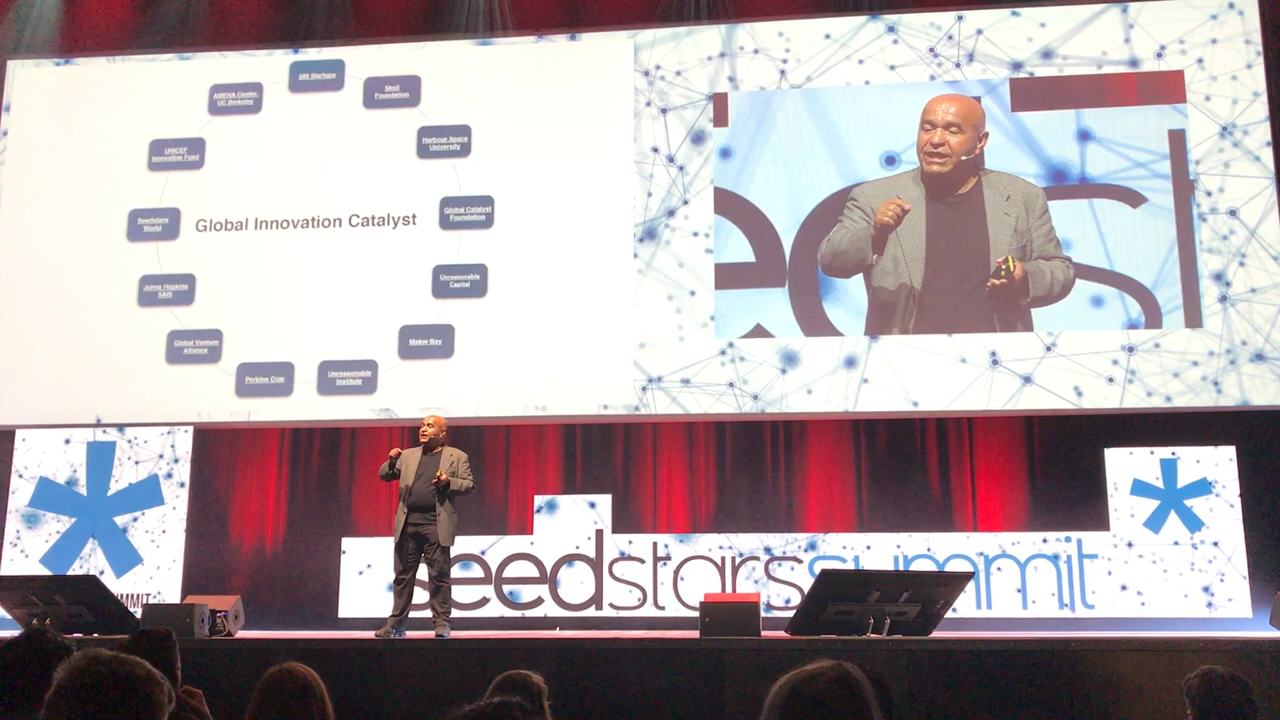 500 Startups
AMENA Center,
UC Berkeley
Skoll
Foundation
Harbour Space
University
UNICEF
Innovation Fund
Global Catalyst
Foundation
Seedstars
World
Global Innovation Catalyst
Unreasonable
Capital
Johns Hopkins
SAIS
Maker Bay
Global Venture
Alliance
Unreasonable
Institute
Perkins Coie
seedstarssummit